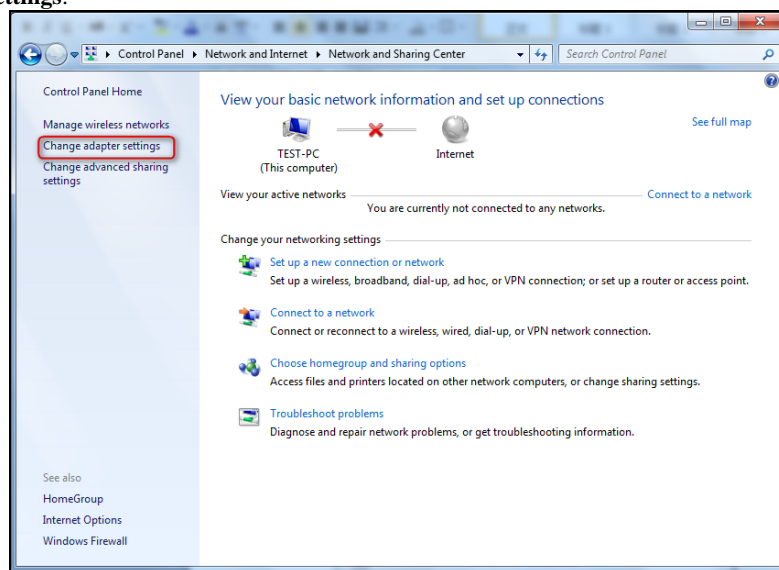 ettings.
Control Panel Network and Internet Network and Sharing Center Search Control Panel
Control Panel Home
Manage wireless networks
Change adapter settings
Change advanced sharing
settings
See also
HomeGroup
Internet Options
Windows Firewall
View your basic network information and set up connections
See full map
TEST-PC
(This computer)
Internet
View your active networks
Connect to a network
You are currently not connected to any networks.
Change your networking settings
Set up a new connection or network
Set up a wireless, broadband, dial-up, ad hoc, or VPN connection; or set up a router or access point.
Connect to a network
Connect or reconnect to a wireless, wired, dial-up, or VPN network connection.
Choose homegroup and sharing options
Access files and printers located on other network computers, or change sharing settings.
Troubleshoot problems
Diagnose and repair network problems, or get troubleshooting information.